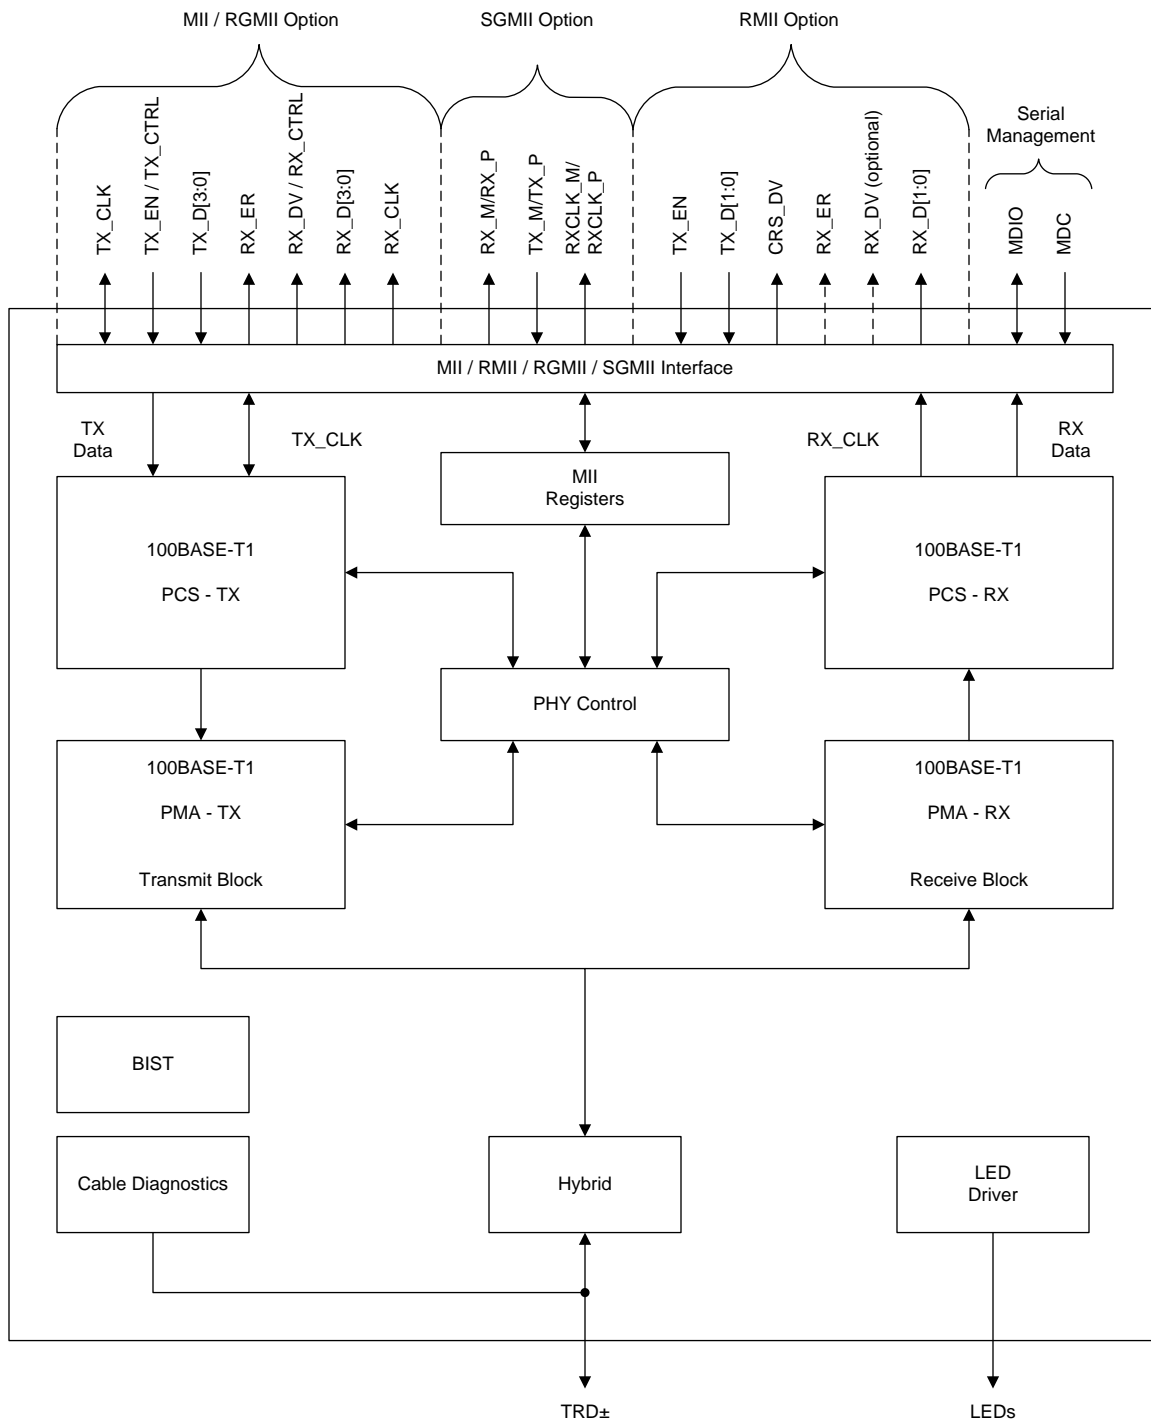 MII / RGMII Option
SGMII Option
RMII Option
Serial
Management
TX_CLK
TX_EN / TX_CTRL
TX_D[3:0]
RX_ER
RX_DV / RX_CTRL
RX_D[3:0]
RX_CLK
RX_M/RX_P
TX_M/TX_P
RXCLK_M/
RXCLK_P
TX_EN
TX_D[1:0]
CRS_DV
RX_ER
RX_DV (optional)
RX_D[1:0]
MDIO
MDC
MII / RMII / RGMII / SGMII Interface
TX
Data
TX_CLK
RX_CLK
RX
Data
MII
Registers
100BASE-T1
PCS - TX
100BASE-T1
PCS - RX
PHY Control
100BASE-T1
PMA - TX
Transmit Block
100BASE-T1
PMA - RX
Receive Block
BIST
Cable Diagnostics
Hybrid
LED
Driver
TRD±
LEDs